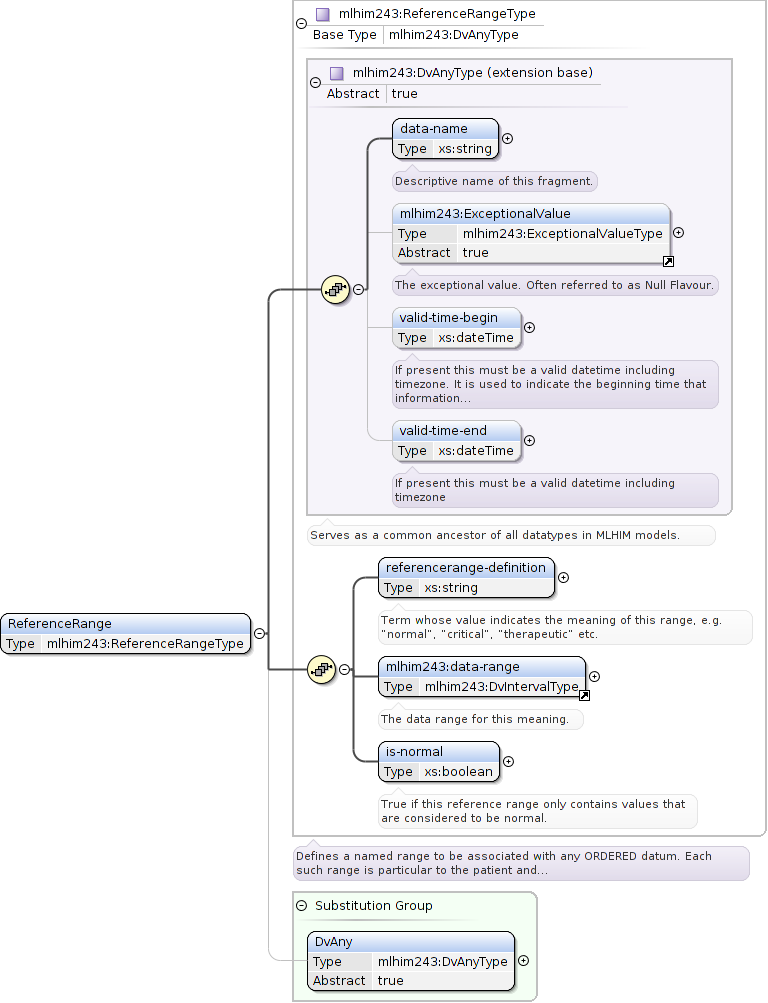 mlhim243:ReferenceRangeType
Base Type mlhim243:DvAnyType
mlhim243:DvAnyType (extension base)
Abstract true
data-name
Type xs:string
Descriptive name of this fragment.
mlhim243:ExceptionalValue
Type mlhim243:ExceptionalValueType
Abstract true
The exceptional value. Often referred to as Null Flavour.
valid-time-begin
Type xs:dateTime
If present this must be a valid datetime including
timezone. It is used to indicate the beginning time that
information...
valid-time-end
Type xs:dateTime
If present this must be a valid datetime including
timezone
Serves as a common ancestor of all datatypes in MLHIM models.
referencerange-definition
Type xs:string
Term whose value indicates the meaning of this range, e.g.
"normal", "critical", "therapeutic" etc.
ReferenceRange
Type mlhim243:ReferenceRangeType
mlhim243:data-range
Type mlhim243:DvIntervalType
The data range for this meaning.
is-normal
Type xs:boolean
True if this reference range only contains values that
are considered to be normal.
Defines a named range to be associated with any ORDERED datum. Each
such range is particular to the patient and...
Substitution Group
DvAny
Type mlhim243:DvAnyType
Abstract true